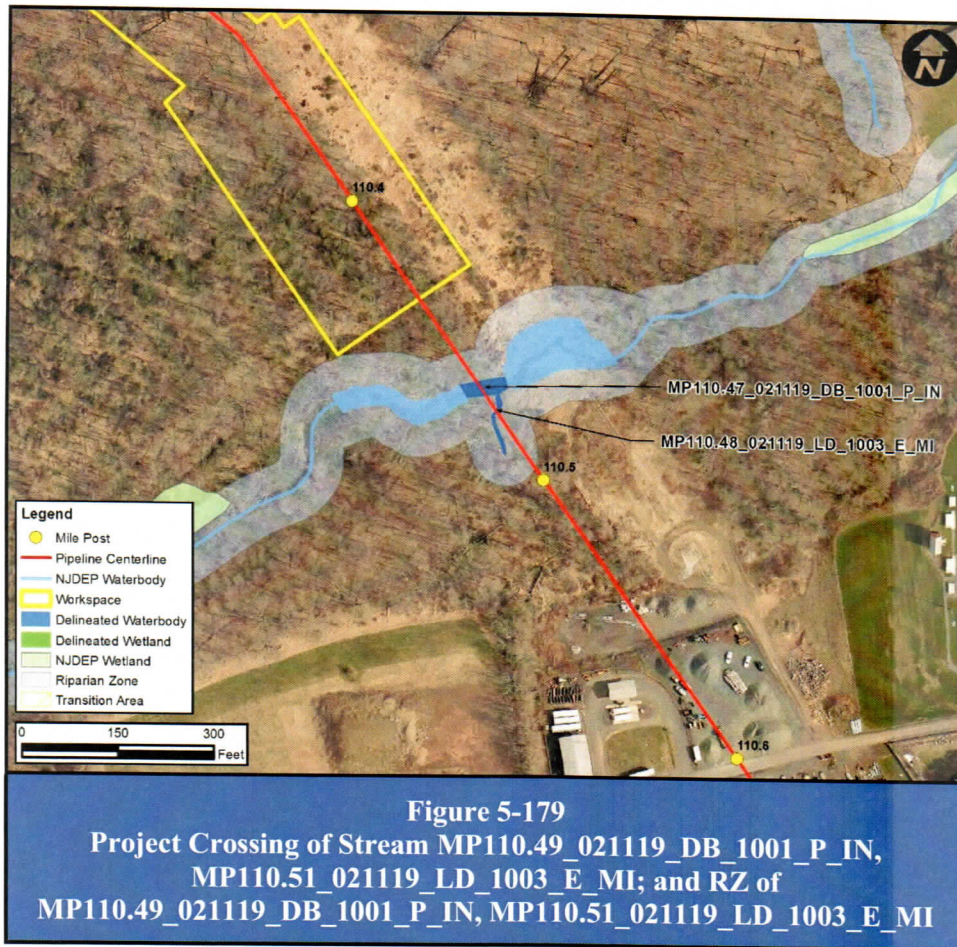 N
110.4
MP110.47_021119_DB_1001_P_IN
MP110.48_021119_LD_1003_E_MI
110.5
110.6
Legend
Mile Post
Pipeline Centerline
NJDEP Waterbody
Workspace
Delineated Waterbody
Delineated Wetland
NJDEP Wetland
Riparian Zone
Transition Area
0 150 300
Feet
Figure 5-179
Project Crossing of Stream MP110.49_021119_DB_1001_P_IN,
MP110.51_021119_LD_1003_E_MI; and RZ of
MP110.49_021119_DB_1001_P_IN, MP110.51_021119_LD_1003_E_MI